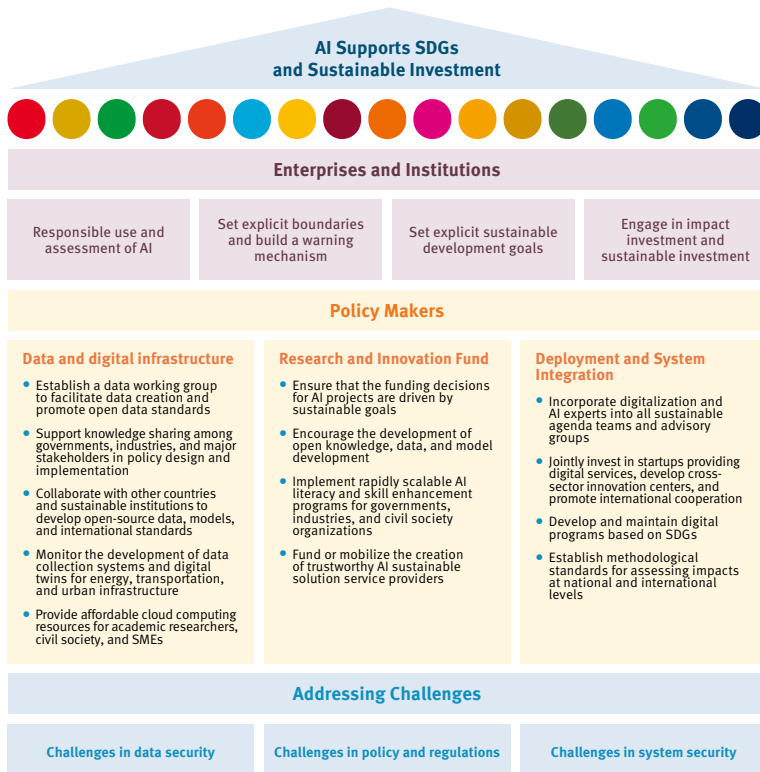 AI Supports SDGs
and Sustainable Investment
Enterprises and Institutions
Responsible use and
assessment of AI
Set explicit boundaries
and build a warning
mechanism
Set explicit sustainable
development goals
Engage in impact
investment and
sustainable investment
Policy Makers
Data and digital infrastructure
• Establish a data working group
to facilitate data creation and
promote open data standards
• Support knowledge sharing among
governments, industries, and major
stakeholders in policy design and
implementation
• Collaborate with other countries
and sustainable institutions to
develop open-source data, models,
and international standards
• Monitor the development of data
collection systems and digital
twins for energy, transportation,
and urban infrastructure
• Provide affordable cloud computing
resources for academic researchers,
civil society, and SMEs
Research and Innovation Fund
• Ensure that the funding decisions
for AI projects are driven by
sustainable goals
• Encourage the development of
open knowledge, data, and model
development
• Implement rapidly scalable AI
literacy and skill enhancement
programs for governments,
industries, and civil society
organizations
• Fund or mobilize the creation
of trustworthy AI sustainable
solution service providers
Deployment and System
Integration
• Incorporate digitalization and
AI experts into all sustainable
agenda teams and advisory
groups
• Jointly invest in startups providing
digital services, develop cross-
sector innovation centers, and
promote international cooperation
• Develop and maintain digital
programs based on SDGs
• Establish methodological
standards for assessing impacts
at national and international
levels
Addressing Challenges
Challenges in data security
Challenges in policy and regulations
Challenges in system security